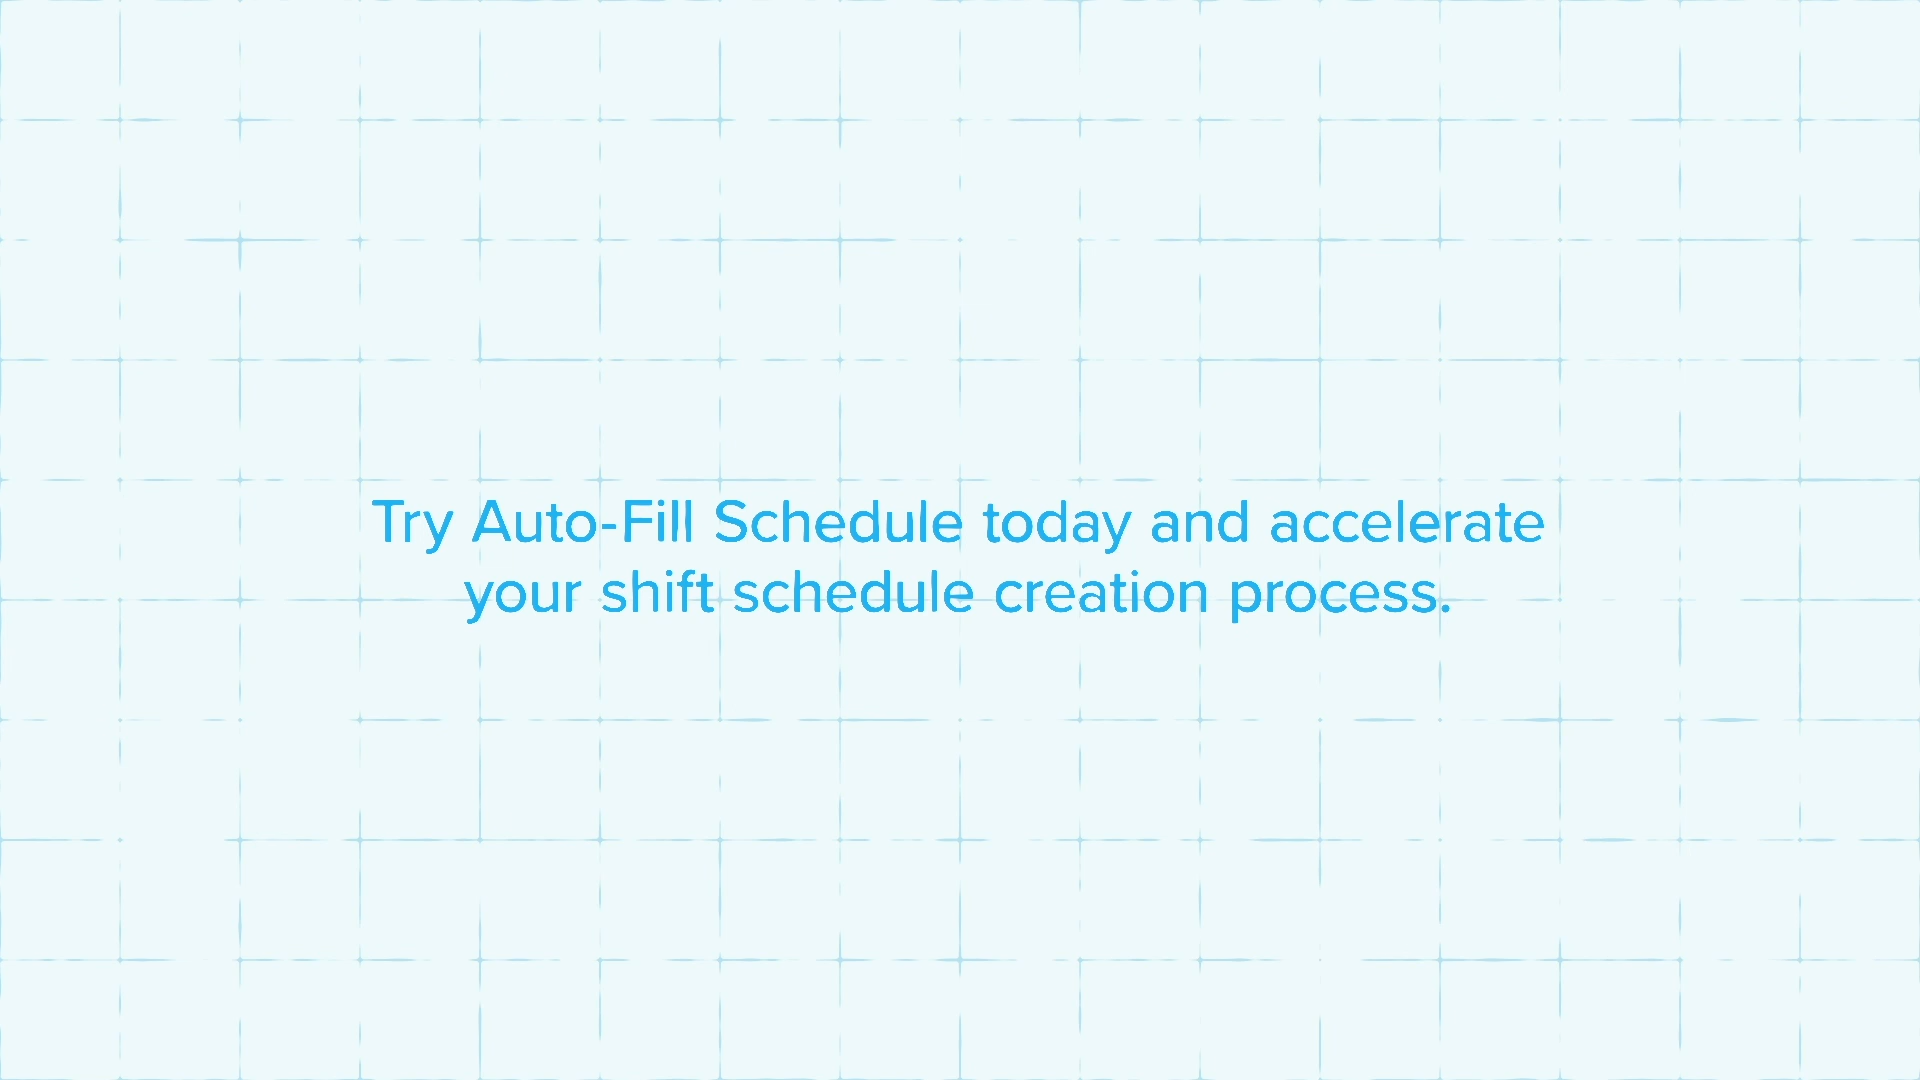 Try Auto-Fill Schedule today and accelerate
your shift schedule creation process.